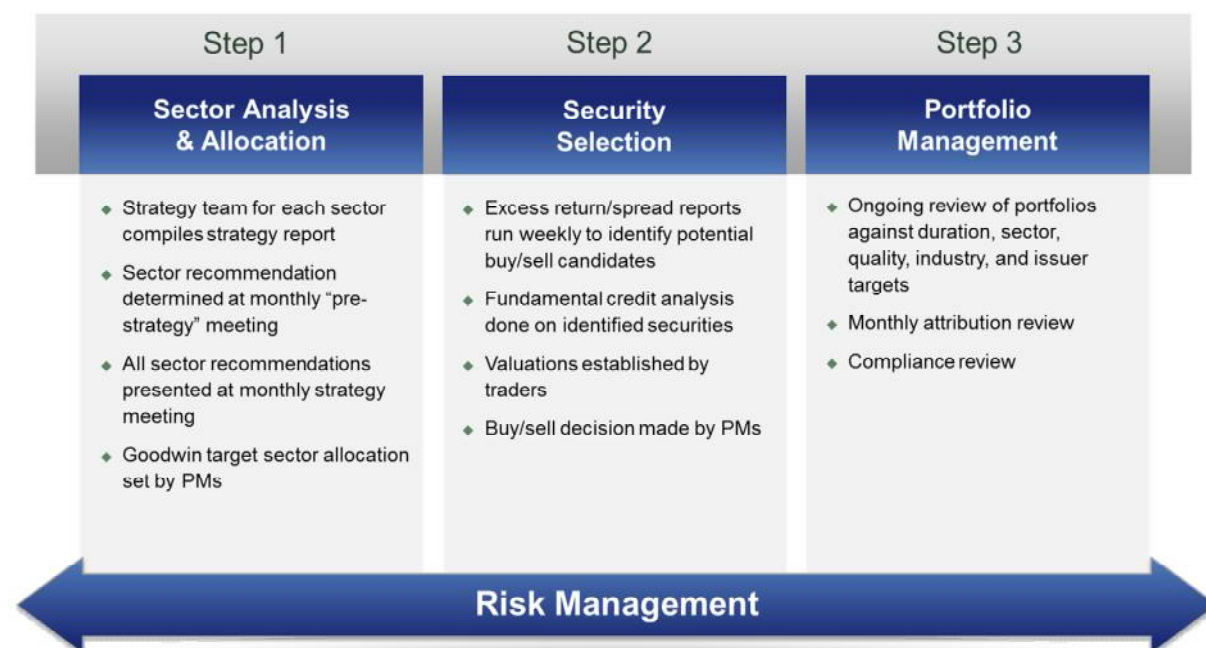 Step 1
Sector Analysis
& Allocation
Strategy team for each sector
compiles strategy report
Sector recommendation
determined at monthly “pre-
strategy” meeting
All sector recommendations
presented at monthly strategy
meeting
Goodwin target sector allocation
set by PMs
Step 2
Security
Selection
Excess return/spread reports
run weekly to identify potential
buy/sell candidates
Fundamental credit analysis
done on identified securities
Valuations established by
traders
Buy/sell decision made by PMs
Step 3
Portfolio
Management
Ongoing review of portfolios
against duration, sector,
quality, industry, and issuer
targets
Monthly attribution review
Compliance review
Risk Management